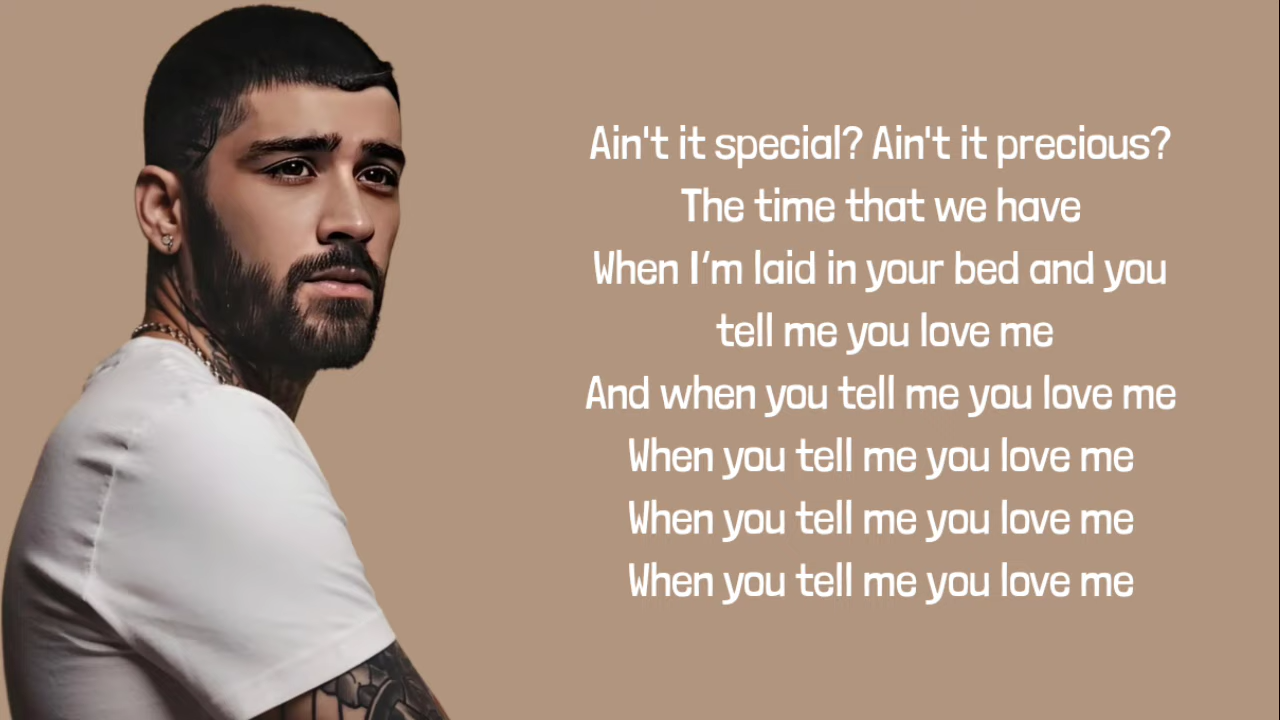 Ain't it special? Ain't it precious?
The time that we have
When I’m laid in your bed and you
tell me you love me
And when you tell me you love me
When you tell me you love me
When you tell me you love me
When you tell me you love me